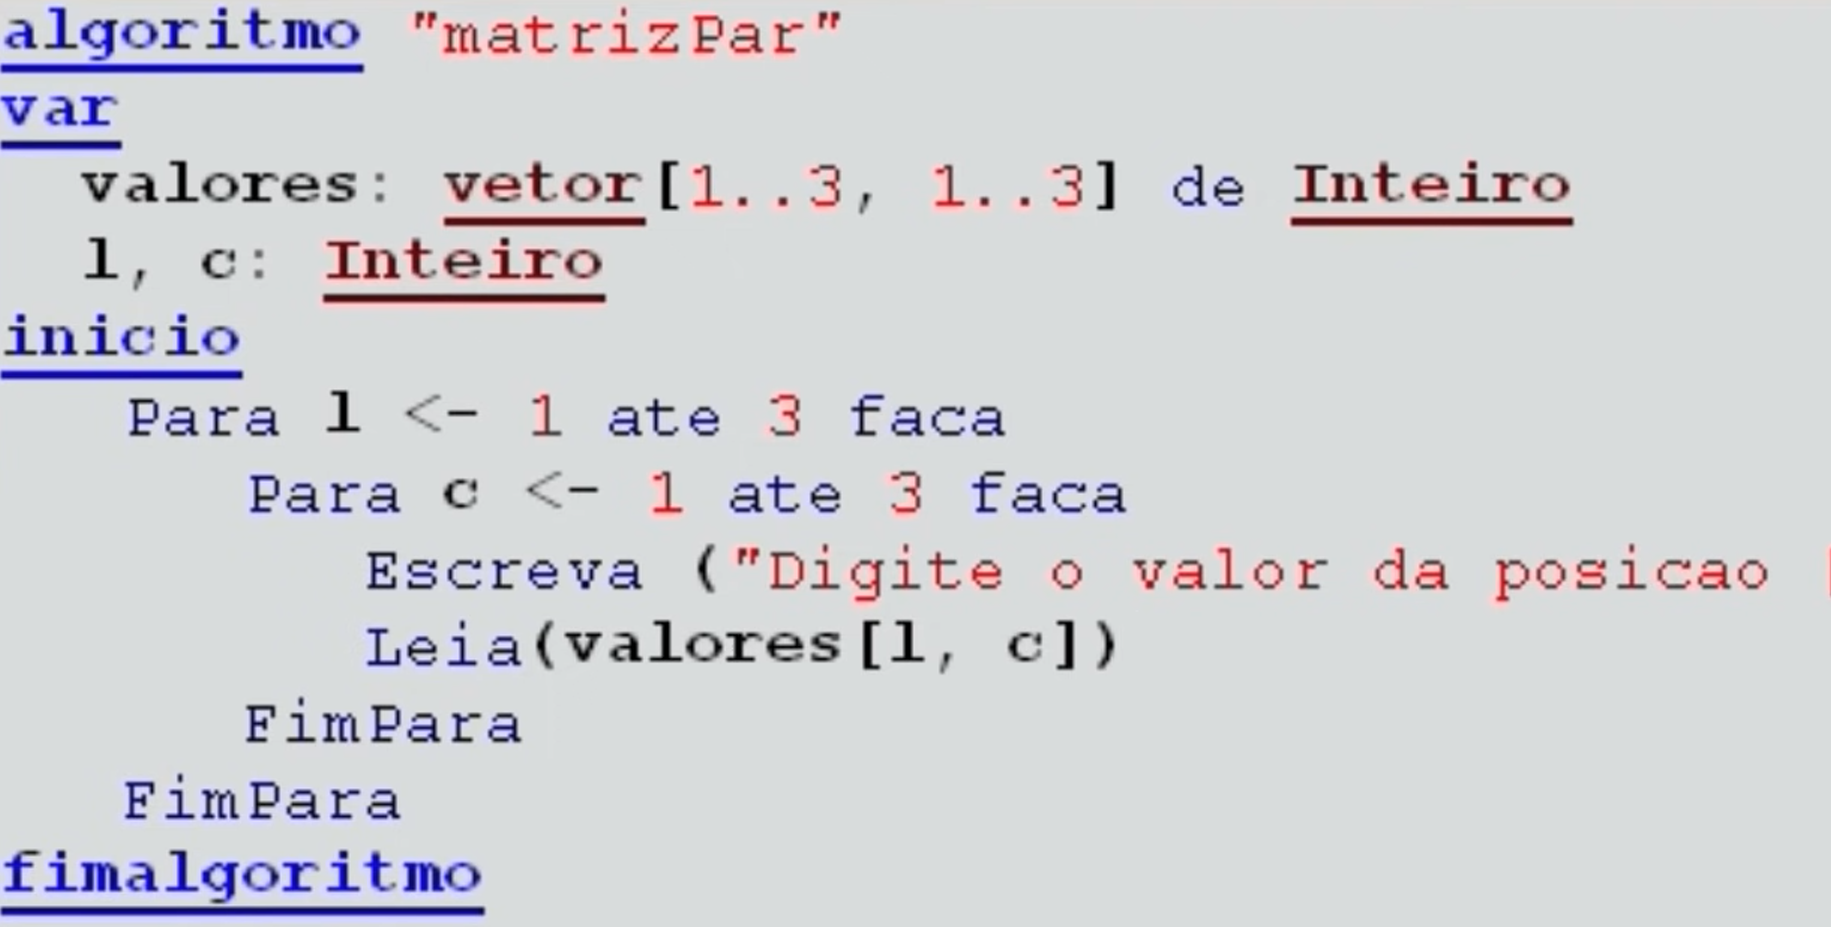 algoritmo "matrizPar"
var
valores: vetor[1..3, 1..3] de Inteiro
l, c: Inteiro
inicio
Para l <- 1 ate 3 faca
Para c <- 1 ate 3 faca
Escreva ("Digite o valor da posicao
Leia(valores[l, c])
FimPara
FimPara
fimalgoritmo